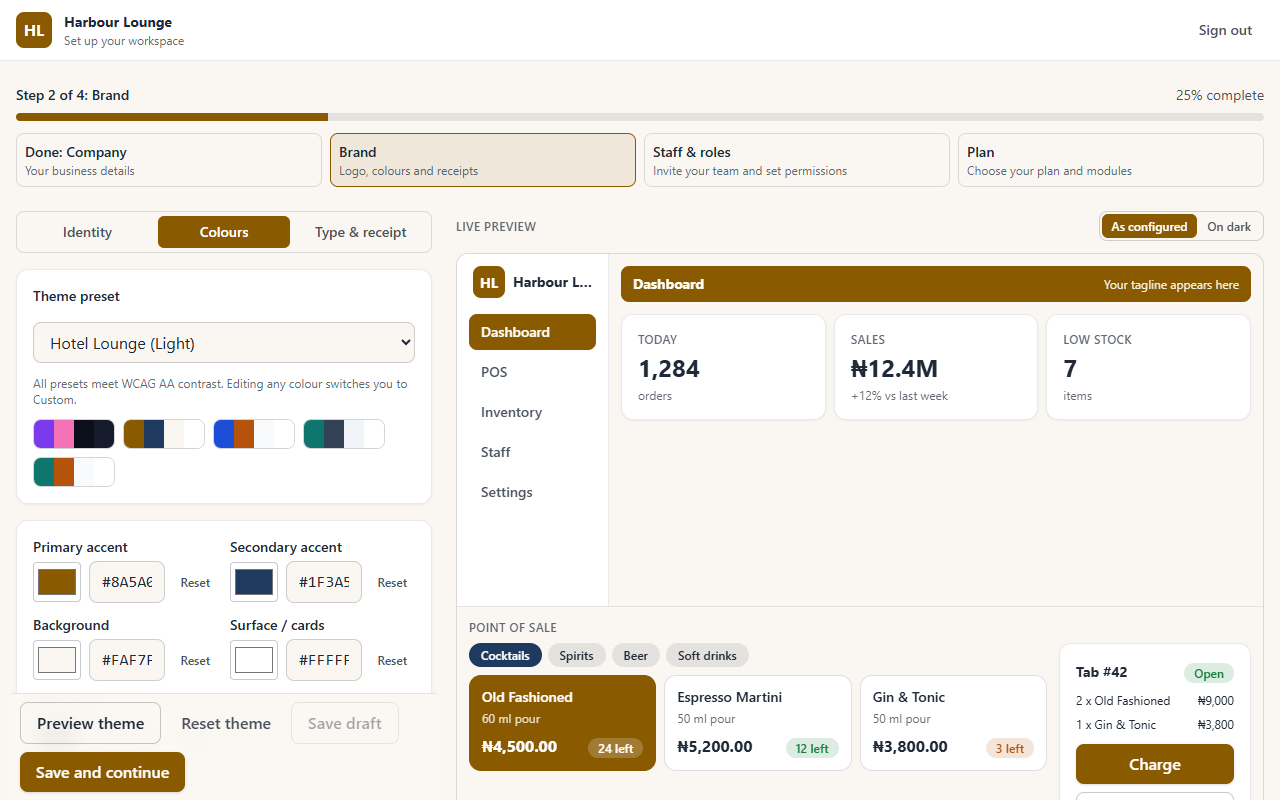 HL
Harbour Lounge
Set up your workspace
Sign out
Step 2 of 4: Brand
25% complete
Done: Company
Your business details
Brand
Logo, colours and receipts
Staff & roles
Invite your team and set permissions
Plan
Choose your plan and modules
Identity
Colours
Type & receipt
Theme preset
Hotel Lounge (Light)
All presets meet WCAG AA contrast. Editing any colour switches you to
Custom.
Primary accent
Secondary accent
#8A5A0
Reset
#1F3A5
Reset
Background
Surface / cards
#FAF7F
Reset
#FFFFF
Reset
Preview theme
Reset theme
Save draft
Save and continue
LIVE PREVIEW
As configured
On dark
HL
Harbour L...
Dashboard
POS
Inventory
Staff
Settings
Dashboard
Your tagline appears here
TODAY
1,284
orders
SALES
₦12.4M
+12% vs last week
LOW STOCK
7
items
POINT OF SALE
Cocktails
Spirits
Beer
Soft drinks
Old Fashioned
60 ml pour
₦4,500.00
24 left
Espresso Martini
50 ml pour
₦5,200.00
12 left
Gin & Tonic
50 ml pour
₦3,800.00
3 left
Tab #42
Open
2 x Old Fashioned
₦9,000
1 x Gin & Tonic
₦3,800
Charge